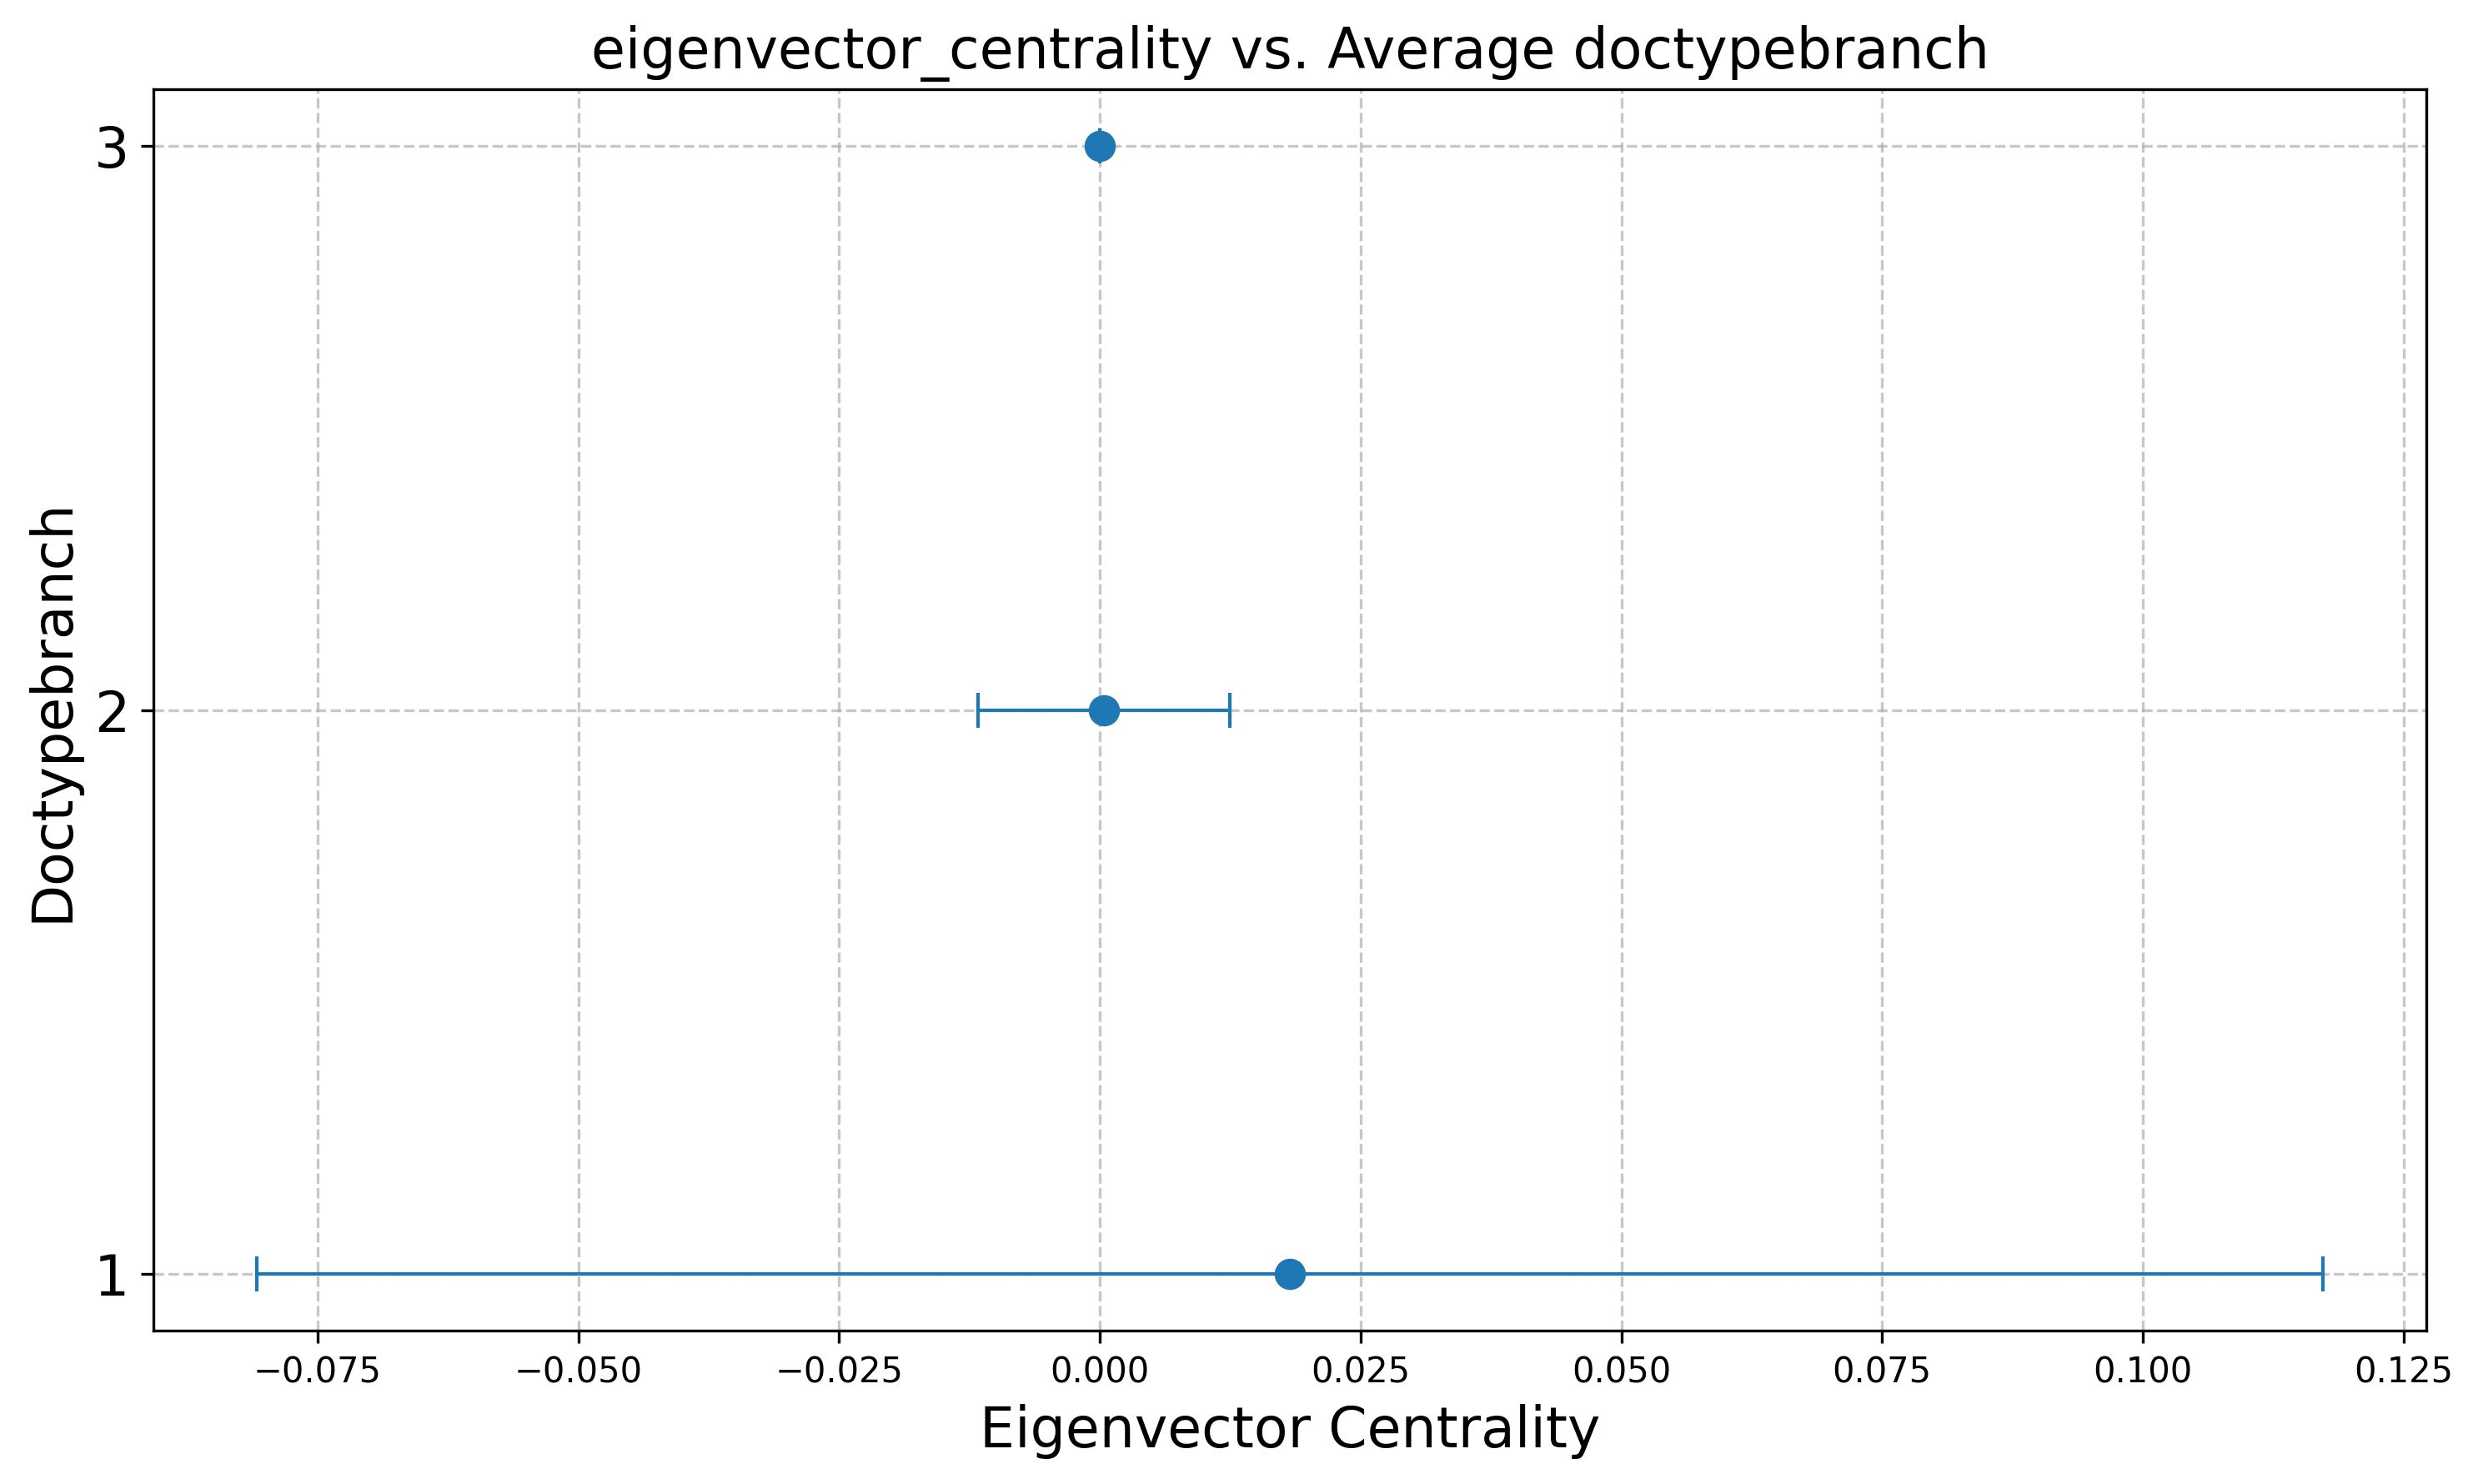 eigenvector_centrality vs. Average doctypebranch
3
2
1
Doctypebranch
−0.075 −0.050 −0.025 0.000 0.025 0.050 0.075 0.100 0.125
Eigenvector Centrality